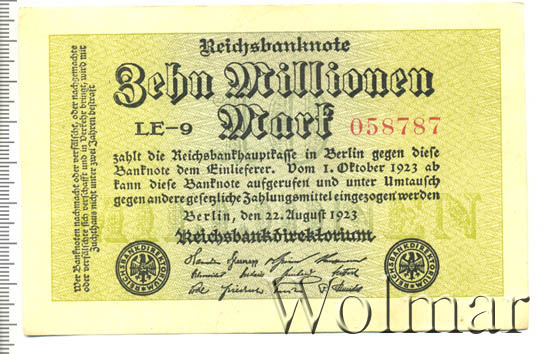 Reichsbanknote
Zehn Millionen
Mark
LE-9
058787
zahlt die Reichsbankhauptkasse in Berlin gegen diese
Banknote dem Einlieferer. Vom 1. Oktober 1923 ab
kann diese Banknote aufgerufen und unter Umtausch
gegen andere gesetzliche Zahlungsmittel eingezogen werden
Berlin, den 22. August 1923
Reichsbankdirektorium
Wer Banknoten nachmacht oder verfälscht, oder nachgemachte
oder verfälschte sich verschafft und in Verkehr bringt, wird mit
Zuchthaus nicht unter zwei Jahren bestraft
REICHSBANKDIREKTORIUM
REICHSBANKDIREKTORIUM
Wolmar